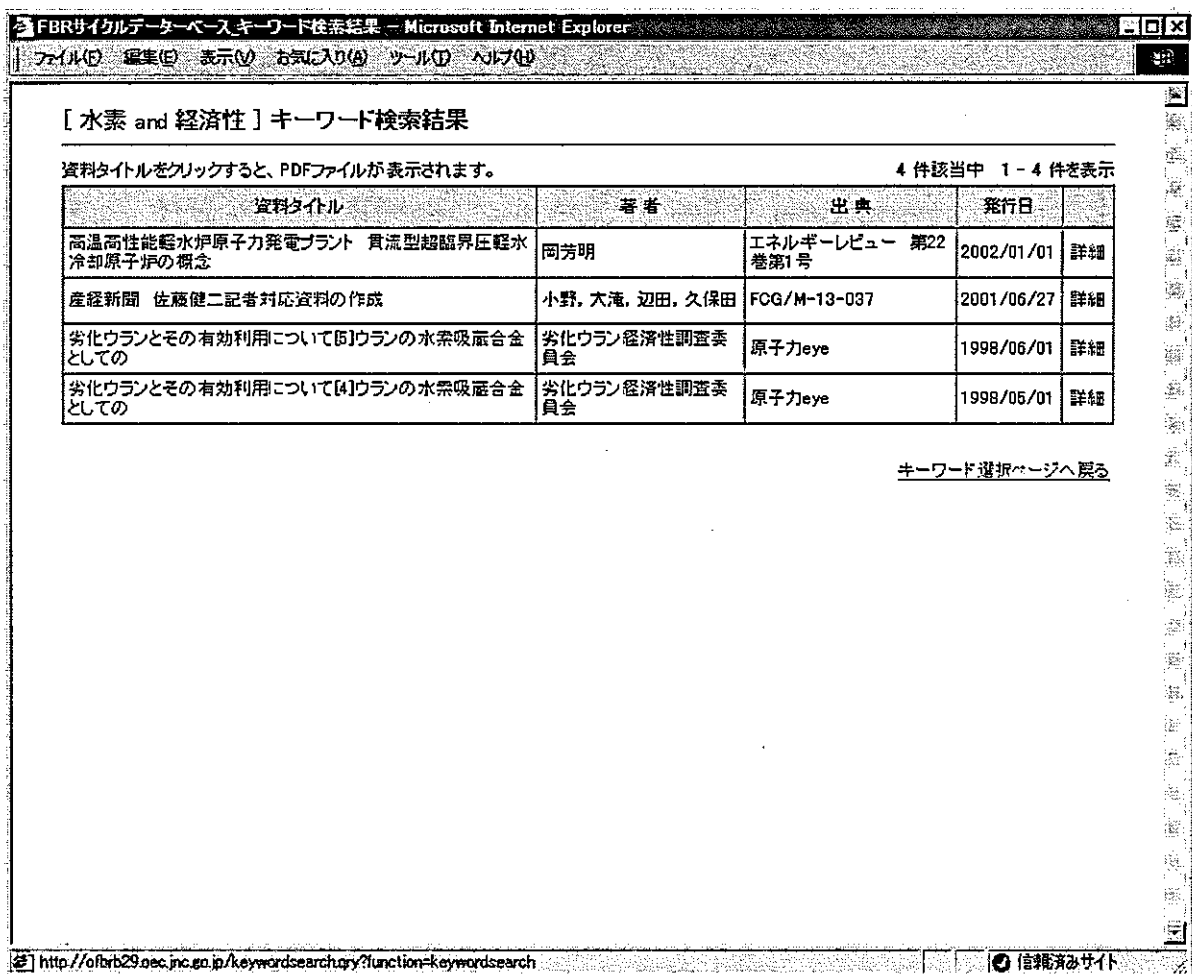 FBRサイクルデーターベース_キーワード検索結果 - Microsoft Internet Explorer
ファイル(F) 編集(E) 表示(V) お気に入り(A) ツール(T) ヘルプ(H)
[ 水素 and 経済性 ] キーワード検索結果
資料タイトルをクリックすると、PDFファイルが表示されます。 4 件該当中 1 - 4 件を表示
資料タイトル 著者 出典 発行日
高温高性能軽水炉原子力発電プラント 貫流型超臨界圧軽水
冷却原子炉の概念 岡芳明 エネルギーレビュー 第22
巻第1号 2002/01/01 詳細
産経新聞 佐藤健二記者対応資料の作成 小野, 大滝, 辺田, 久保田 FCG/M-13-037 2001/06/27 詳細
劣化ウランとその有効利用について[5]ウランの水素吸蔵合金
としての 劣化ウラン経済性調査委
員会 原子力eye 1998/06/01 詳細
劣化ウランとその有効利用について[4]ウランの水素吸蔵合金
としての 劣化ウラン経済性調査委
員会 原子力eye 1998/05/01 詳細
キーワード選択ページへ戻る
http://ofbrb29.oec.jnc.go.jp/keywordsearch.qry?function=keywordsearch 信頼済みサイト